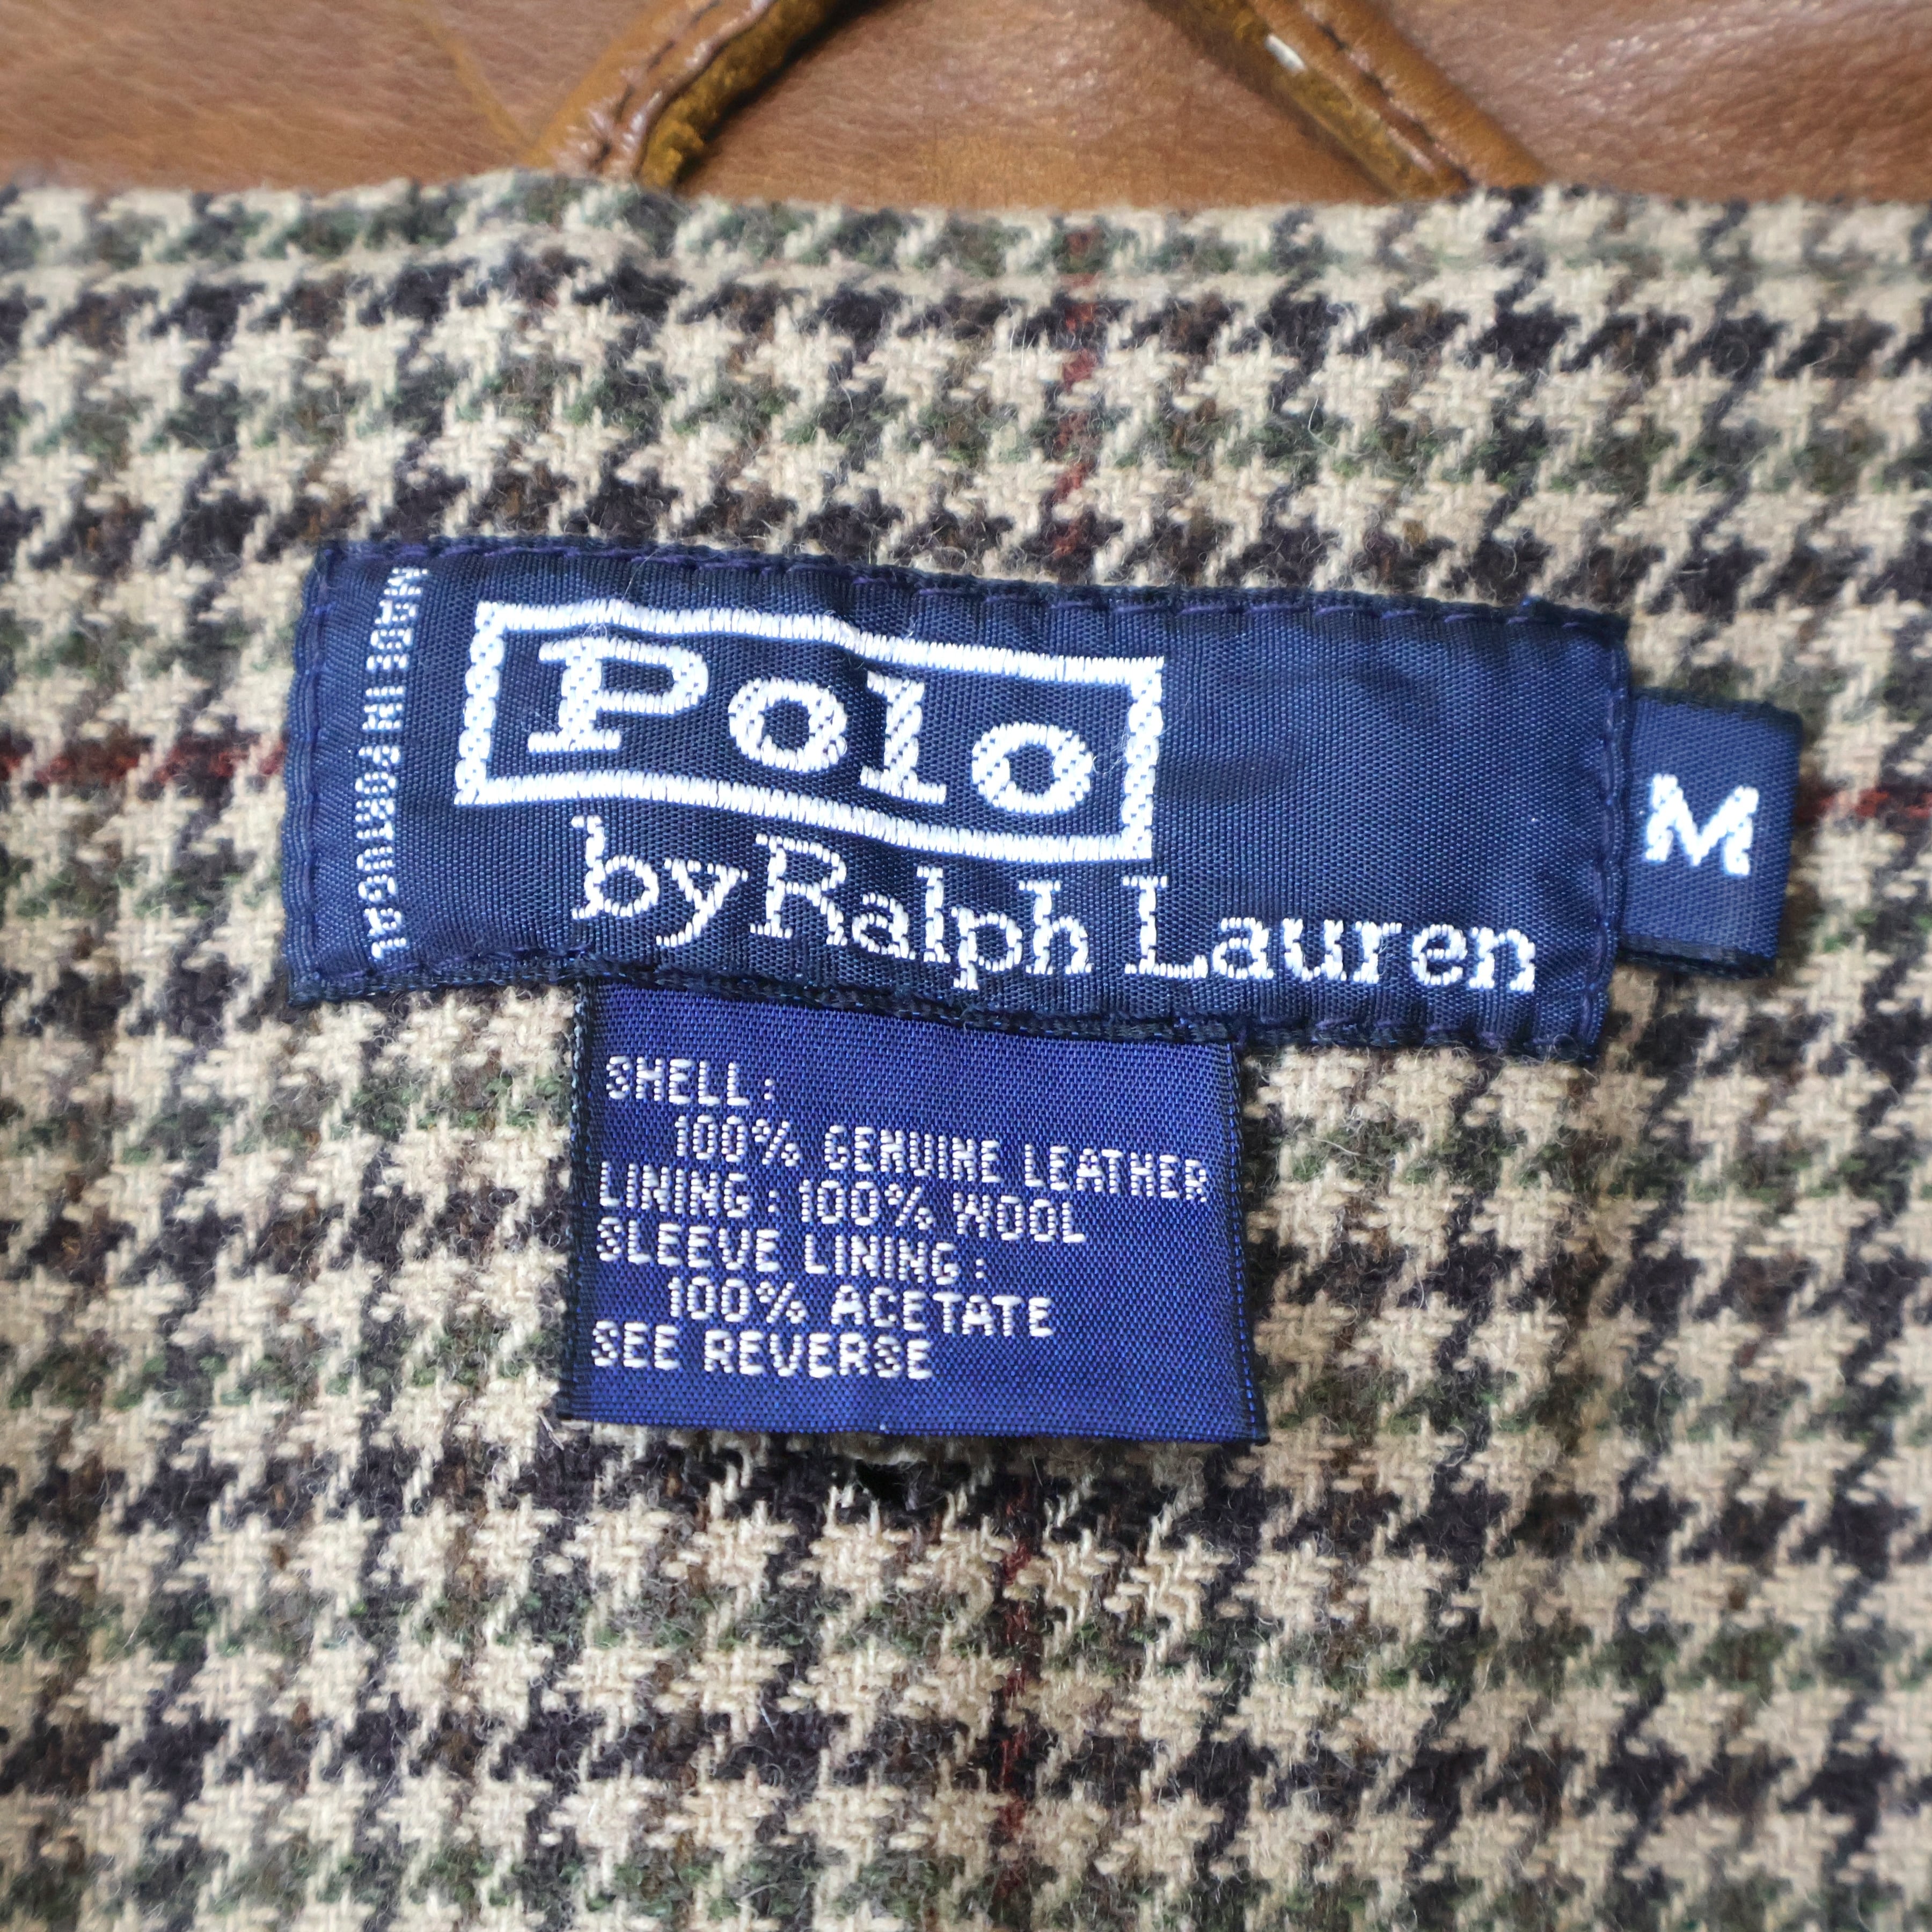 MADE IN PORTUGAL
Polo
by Ralph Lauren
M
SHELL:
100% GENUINE LEATHER
LINING: 100% WOOL
SLEEVE LINING:
100% ACETATE
SEE REVERSE